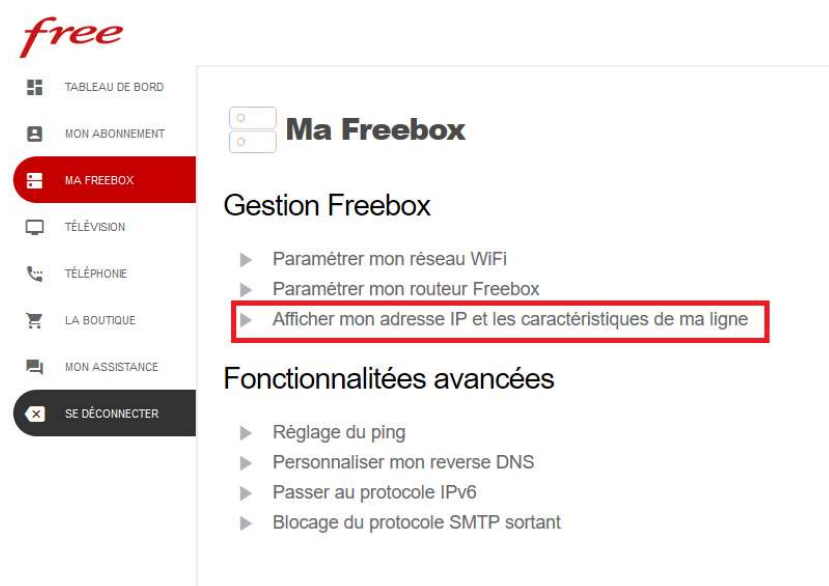 free
TABLEAU DE BORD
MON ABONNEMENT
MA FREEBOX
TÉLÉVISION
TÉLÉPHONIE
LA BOUTIQUE
MON ASSISTANCE
SE DÉCONNECTER
Ma Freebox
Gestion Freebox
Paramétrer mon réseau WiFi
Paramétrer mon routeur Freebox
Afficher mon adresse IP et les caractéristiques de ma ligne
Fonctionnalitées avancées
Réglage du ping
Personnaliser mon reverse DNS
Passer au protocole IPv6
Blocage du protocole SMTP sortant